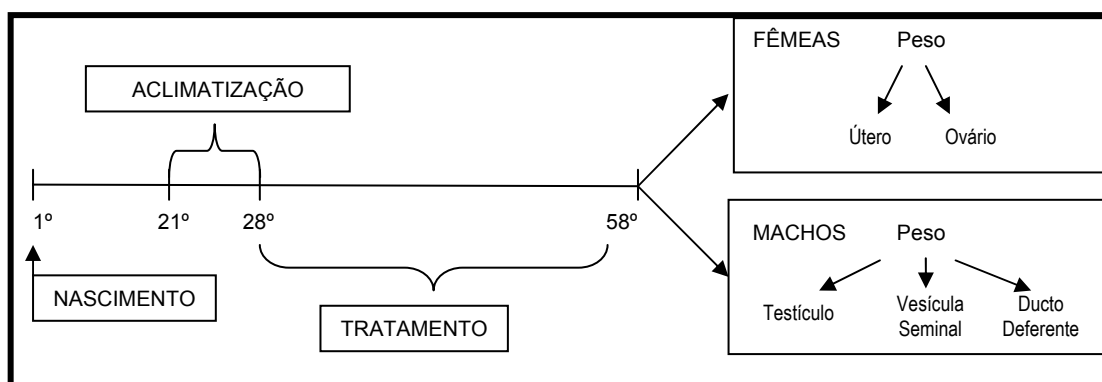 FÊMEAS Peso
Útero Ovário
ACLIMATIZAÇÃO
1º 21º 28º 58º
NASCIMENTO
TRATAMENTO
MACHOS Peso
Testículo Vesícula Seminal Ducto Deferente